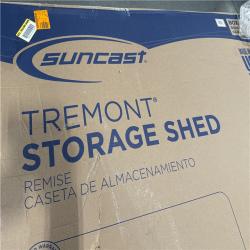 SUNCAST®
TREMONT®
STORAGE SHED
REMISE
CASETA DE ALMACENAMIENTO